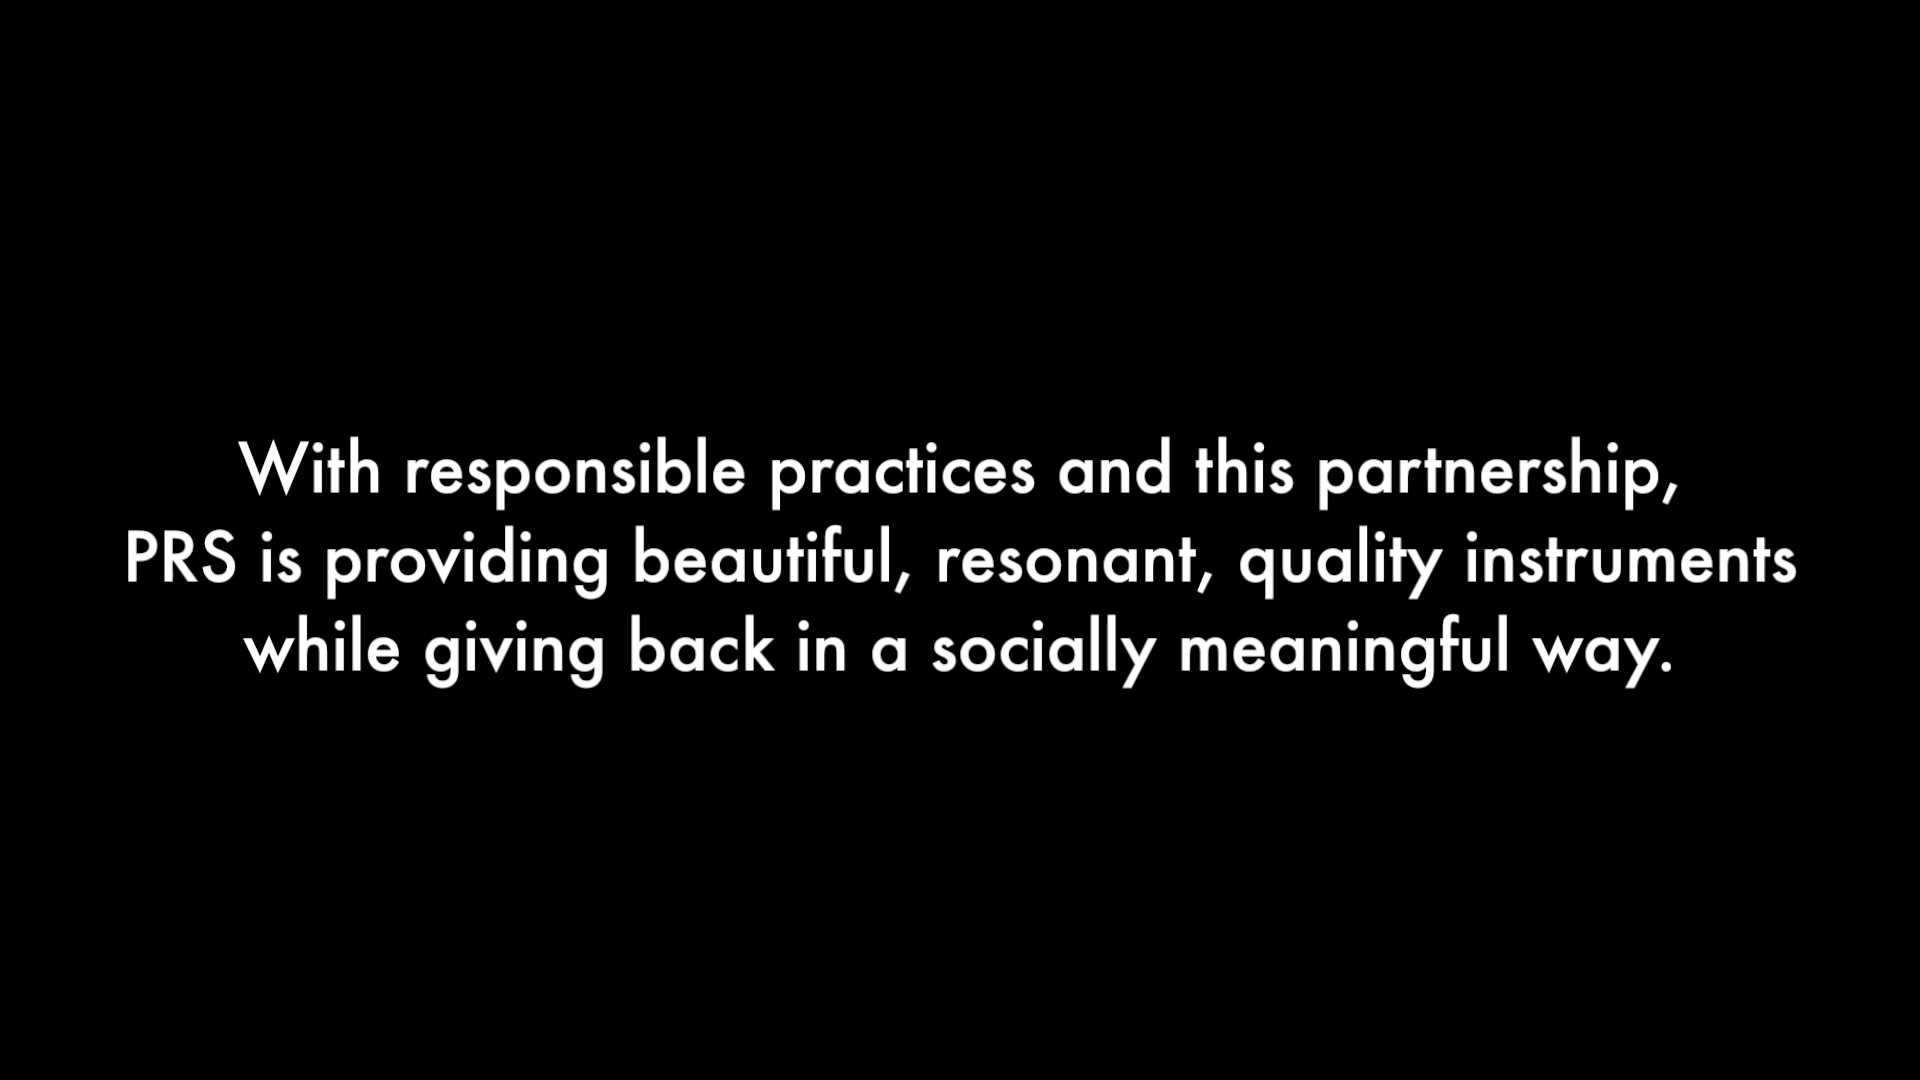 With responsible practices and this partnership,
PRS is providing beautiful, resonant, quality instruments
while giving back in a socially meaningful way.